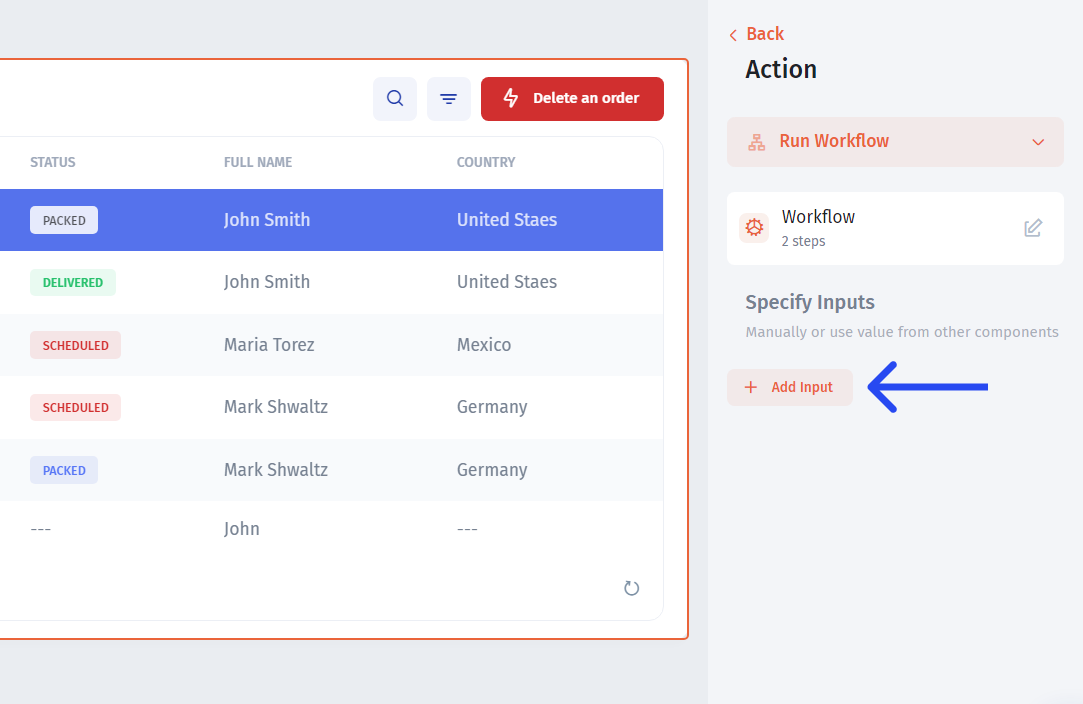 Delete an order
STATUS FULL NAME COUNTRY
PACKED John Smith United Staes
DELIVERED John Smith United Staes
SCHEDULED Maria Torez Mexico
SCHEDULED Mark Shwaltz Germany
PACKED Mark Shwaltz Germany
--- John ---
Back
Action
Run Workflow
Workflow
2 steps
Specify Inputs
Manually or use value from other components
+ Add Input